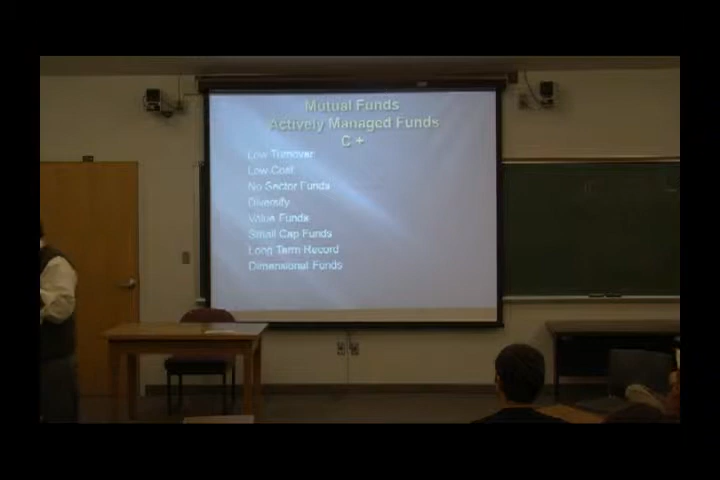 Mutual Funds
Actively Managed Funds
C +
Low Turnover
Low Cost
No Sector Funds
Diversify
Value Funds
Small Cap Funds
Long Term Record
Dimensional Funds